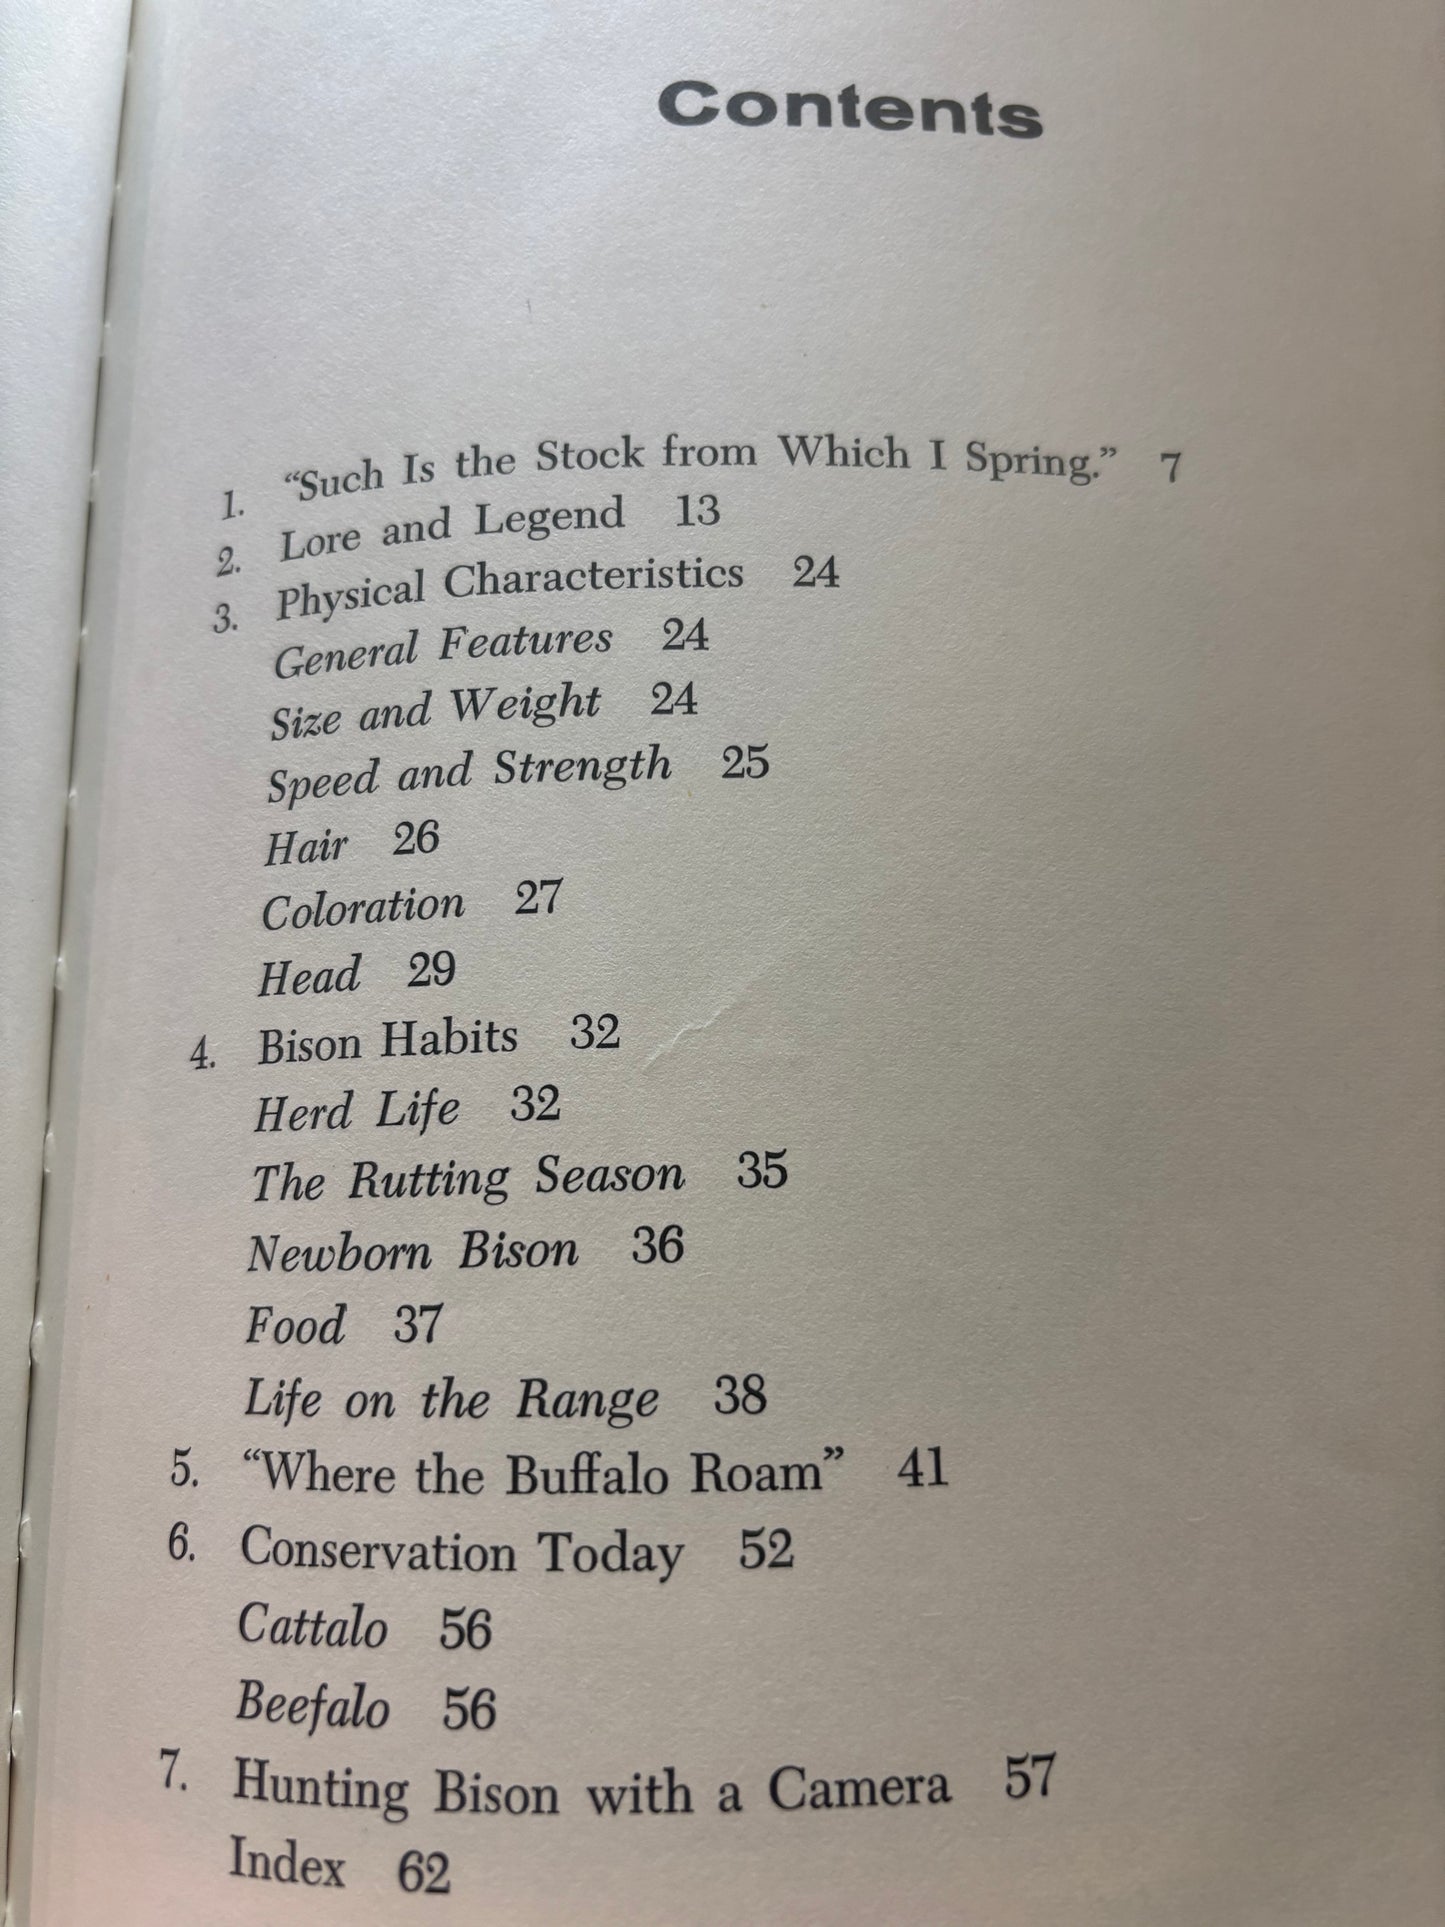 Contents
1. “Such Is the Stock from Which I Spring.” 7
2. Lore and Legend 13
3. Physical Characteristics 24
General Features 24
Size and Weight 24
Speed and Strength 25
Hair 26
Coloration 27
Head 29
4. Bison Habits 32
Herd Life 32
The Rutting Season 35
Newborn Bison 36
Food 37
Life on the Range 38
5. “Where the Buffalo Roam” 41
6. Conservation Today 52
Cattalo 56
Beefalo 56
7. Hunting Bison with a Camera 57
Index 62